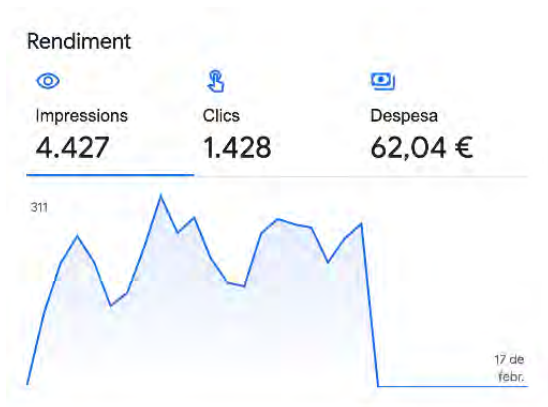 Rendiment
Impressions
Clics
Despesa
4.427
1.428
62,04 €
311
17 de
febr.